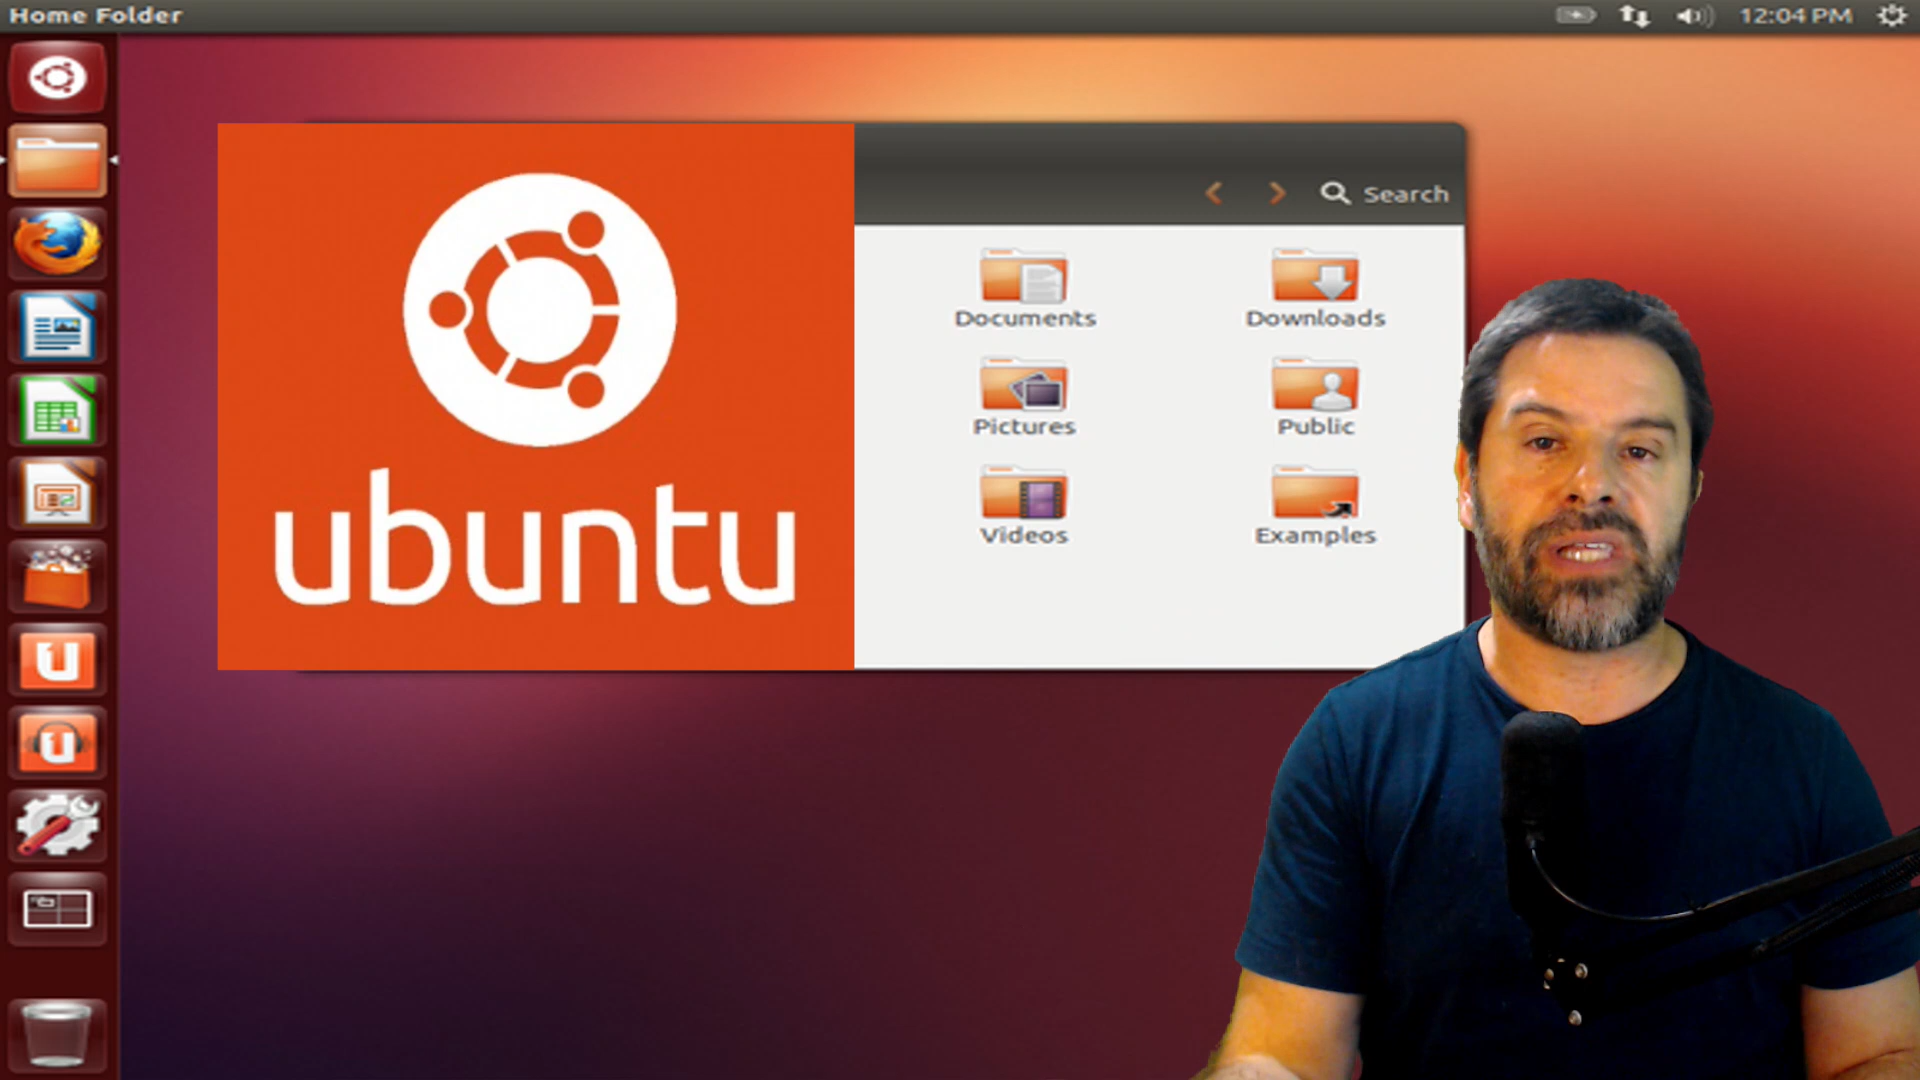 Home Folder
12:04 PM
Search
ubuntu
Documents
Downloads
Pictures
Public
Videos
Examples
U
U